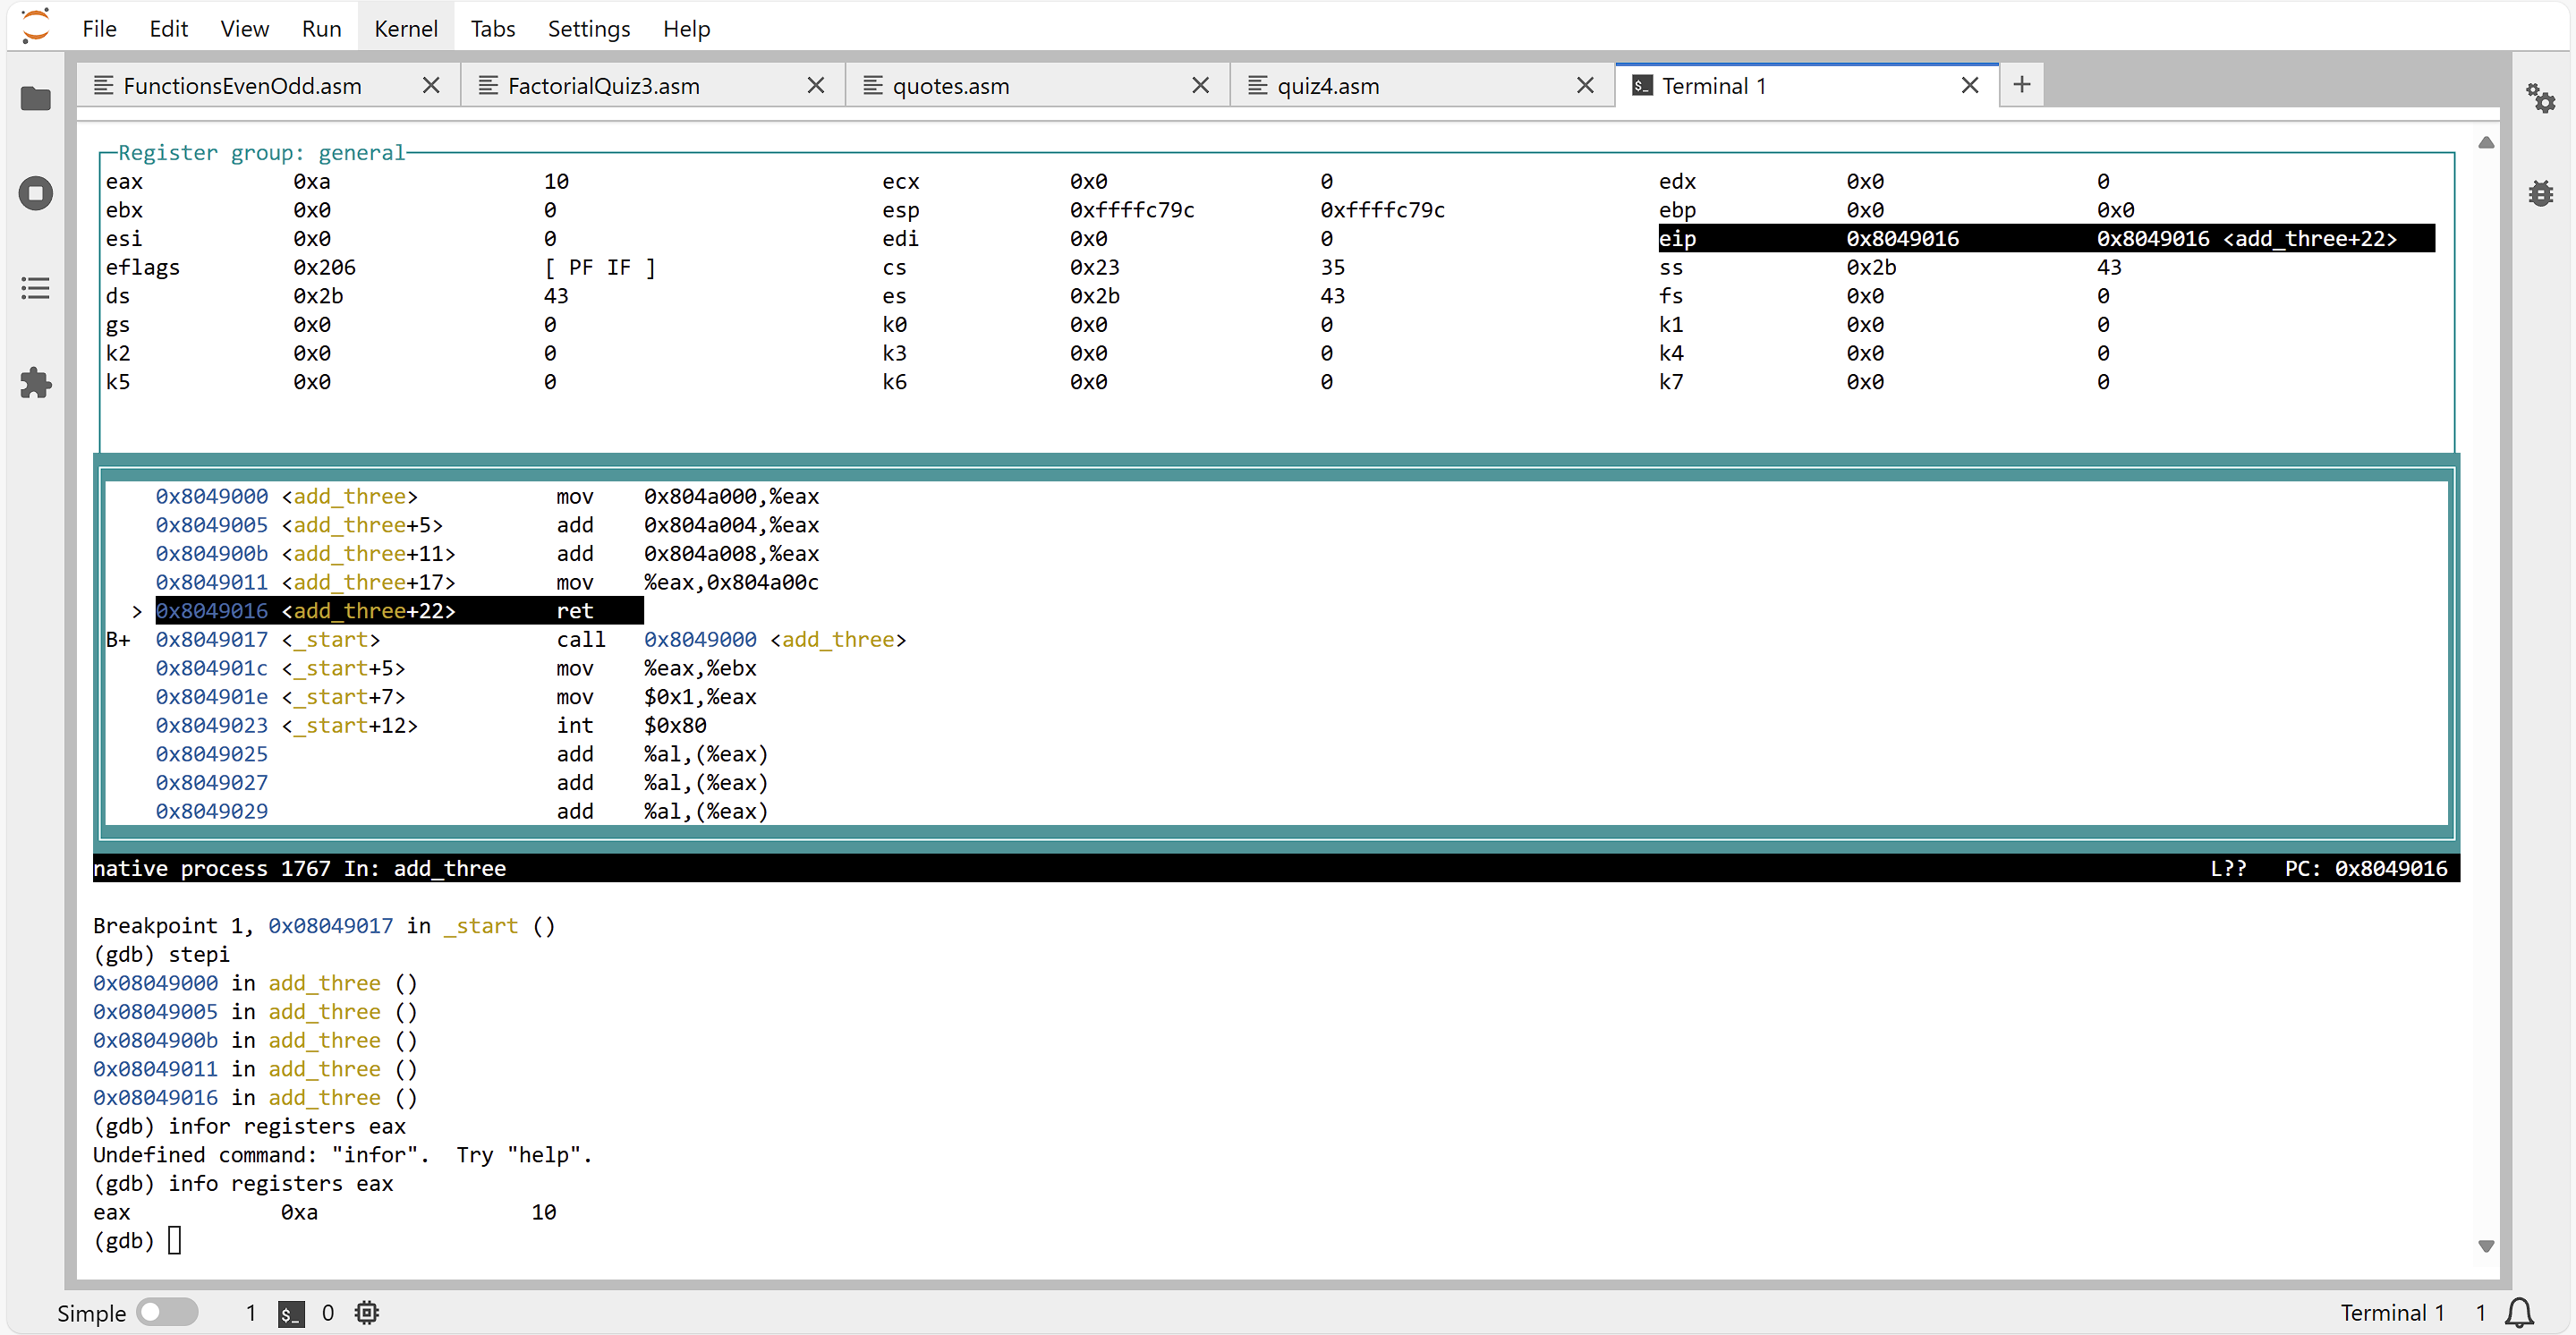 File Edit View Run Kernel Tabs Settings Help
FunctionsEvenOdd.asm FactorialQuiz3.asm quotes.asm quiz4.asm Terminal 1
Register group: general
eax 0xa 10 ecx 0x0 0 edx 0x0 0
ebx 0x0 0 esp 0xffffc79c 0xffffc79c ebp 0x0 0x0
esi 0x0 0 edi 0x0 0 eip 0x8049016 0x8049016 <add_three+22>
eflags 0x206 [ PF IF ] cs 0x23 35 ss 0x2b 43
ds 0x2b 43 es 0x2b 43 fs 0x0 0
gs 0x0 0 k0 0x0 0 k1 0x0 0
k2 0x0 0 k3 0x0 0 k4 0x0 0
k5 0x0 0 k6 0x0 0 k7 0x0 0
0x8049000 <add_three> mov 0x804a000,%eax
0x8049005 <add_three+5> add 0x804a004,%eax
0x804900b <add_three+11> add 0x804a008,%eax
0x8049011 <add_three+17> mov %eax,0x804a00c
> 0x8049016 <add_three+22> ret
B+ 0x8049017 <_start> call 0x8049000 <add_three>
0x804901c <_start+5> mov %eax,%ebx
0x804901e <_start+7> mov $0x1,%eax
0x8049023 <_start+12> int $0x80
0x8049025 add %al,(%eax)
0x8049027 add %al,(%eax)
0x8049029 add %al,(%eax)
native process 1767 In: add_three L?? PC: 0x8049016
Breakpoint 1, 0x08049017 in _start ()
(gdb) stepi
0x08049000 in add_three ()
0x08049005 in add_three ()
0x0804900b in add_three ()
0x08049011 in add_three ()
0x08049016 in add_three ()
(gdb) infor registers eax
Undefined command: "infor".  Try "help".
(gdb) info registers eax
eax 0xa 10
(gdb)
Simple 1 $_ 0 Terminal 1 1